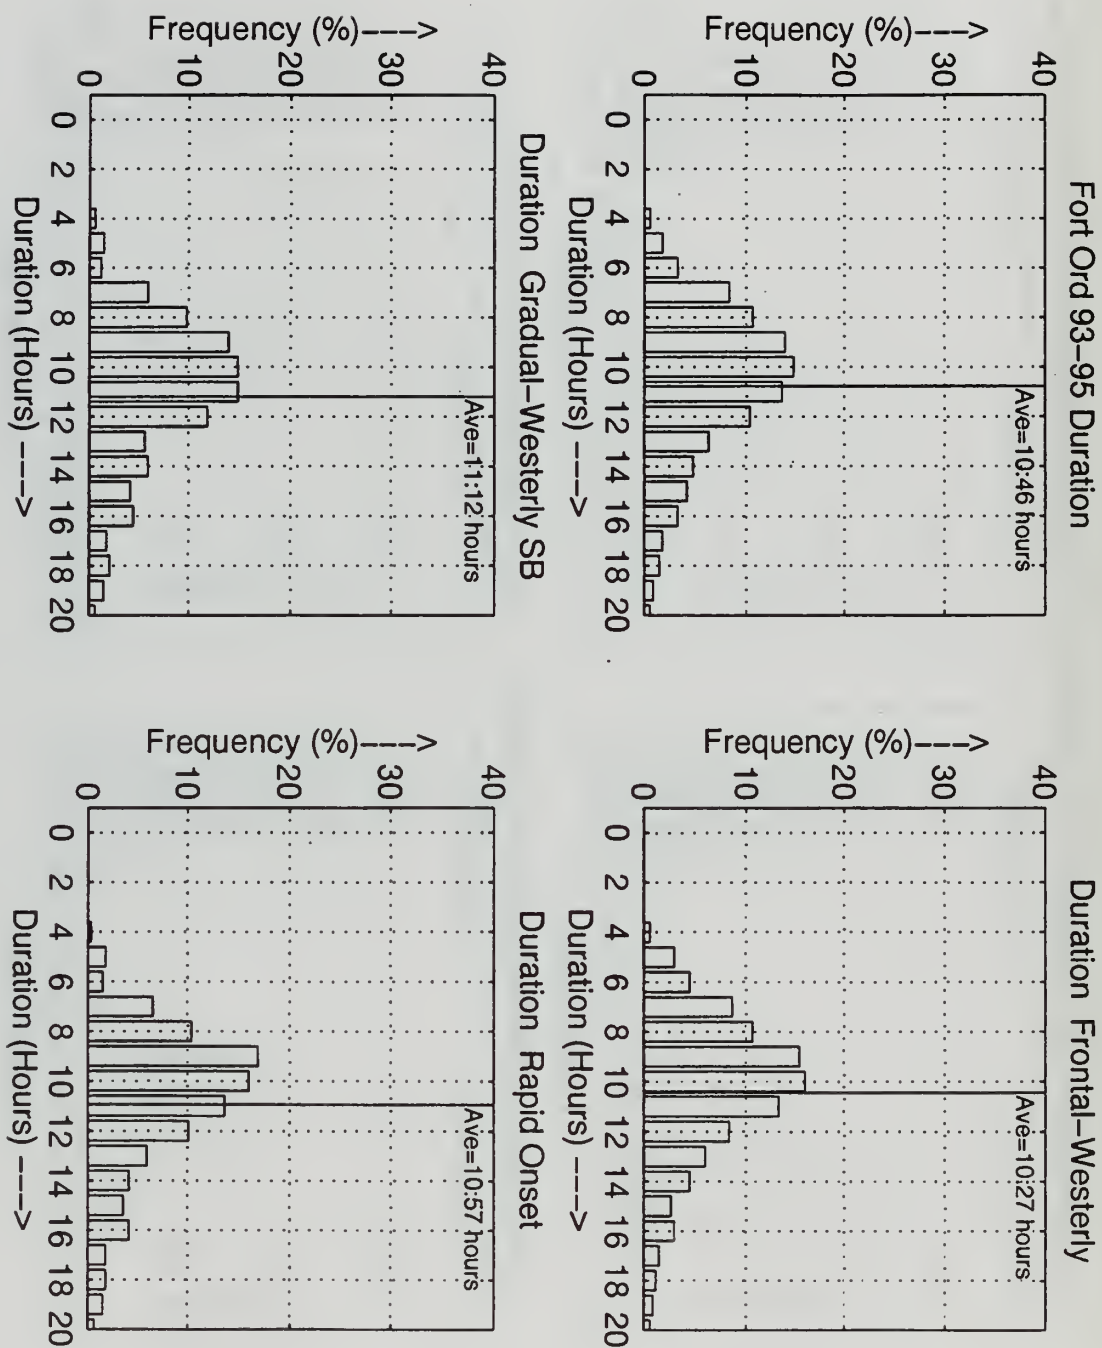 Fort Ord 93–95 Duration
40
30
20
10
0
Frequency (%)---->
Ave=10:46 hours
0 2 4 6 8 10 12 14 16 18 20
Duration (Hours) ---->
Duration Frontal–Westerly
40
30
20
10
0
Frequency (%)---->
Ave=10:27 hours
0 2 4 6 8 10 12 14 16 18 20
Duration (Hours) ---->
Duration Gradual–Westerly SB
40
30
20
10
0
Frequency (%)---->
Ave=11:12 hours
0 2 4 6 8 10 12 14 16 18 20
Duration (Hours) ---->
Duration Rapid Onset
40
30
20
10
0
Frequency (%)---->
Ave=10:57 hours
0 2 4 6 8 10 12 14 16 18 20
Duration (Hours) ---->